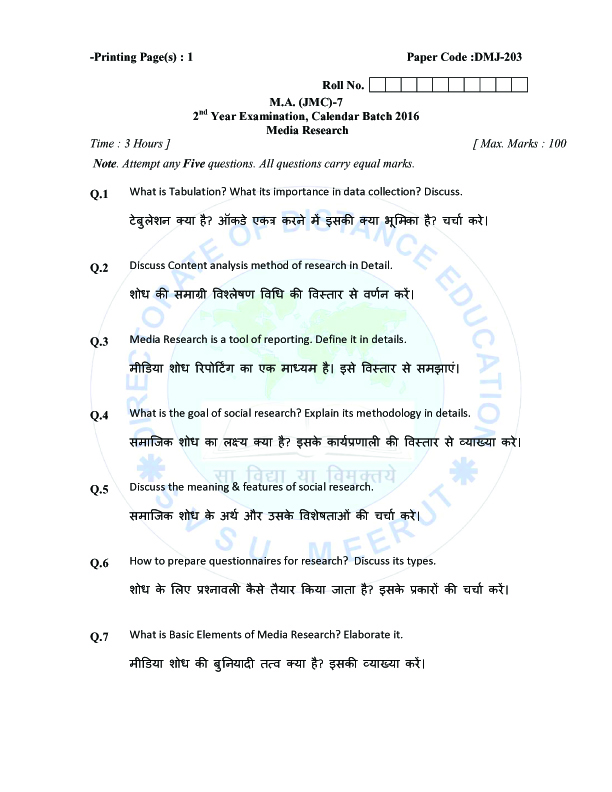 -Printing Page(s) : 1 Paper Code :DMJ-203
Roll No.
M.A. (JMC)-7
2nd Year Examination, Calendar Batch 2016
Media Research
Time : 3 Hours ] [ Max. Marks : 100
Note. Attempt any Five questions. All questions carry equal marks.
Q.1 What is Tabulation? What its importance in data collection? Discuss.
टेबुलेशन क्या है? ऑकडे एकत्र करने में इसकी क्या भूमिका है? चर्चा करे।
Q.2 Discuss Content analysis method of research in Detail.
शोध की समाग्री विश्लेषण विधि की विस्तार से वर्णन करें।
Q.3 Media Research is a tool of reporting. Define it in details.
मीडिया शोध रिपोर्टिंग का एक माध्यम है। इसे विस्तार से समझाएं।
Q.4 What is the goal of social research? Explain its methodology in details.
समाजिक शोध का लक्ष्य क्या है? इसके कार्यप्रणाली की विस्तार से व्याख्या करे।
Q.5 Discuss the meaning & features of social research.
समाजिक शोध के अर्थ और उसके विशेषताओं की चर्चा करे।
Q.6 How to prepare questionnaires for research? Discuss its types.
शोध के लिए प्रश्नावली कैसे तैयार किया जाता है? इसके प्रकारों की चर्चा करें।
Q.7 What is Basic Elements of Media Research? Elaborate it.
मीडिया शोध की बुनियादी तत्व क्या है? इसकी व्याख्या करें।
DIRECTORATE OF DISTANCE EDUCATION
सा विद्या या विमुक्तये
S V S U MEERUT